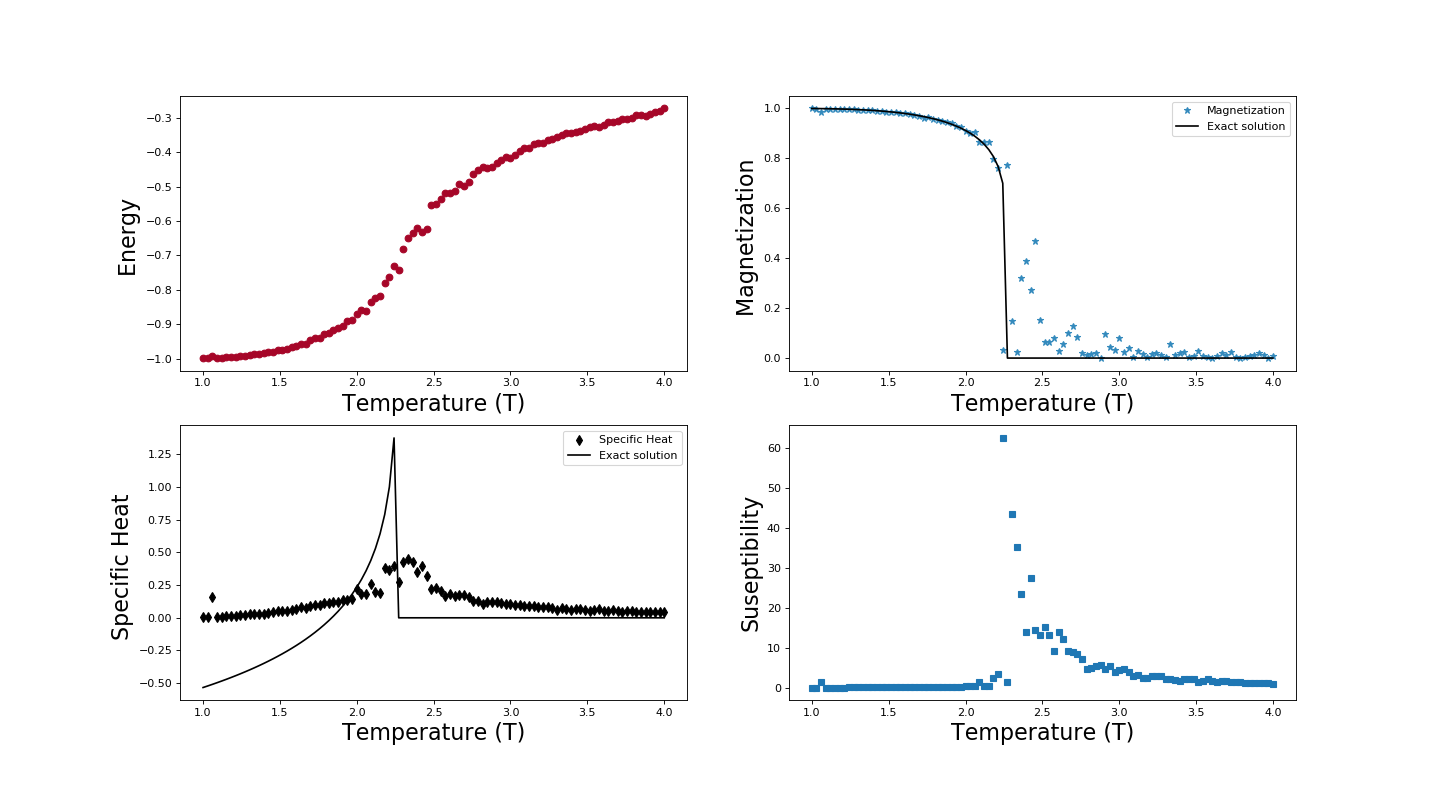 Energy
−0.3
−0.4
−0.5
−0.6
−0.7
−0.8
−0.9
−1.0
1.0 1.5 2.0 2.5 3.0 3.5 4.0
Temperature (T)
Magnetization
1.0
0.8
0.6
0.4
0.2
0.0
Magnetization
Exact solution
1.0 1.5 2.0 2.5 3.0 3.5 4.0
Temperature (T)
Specific Heat
1.25
1.00
0.75
0.50
0.25
0.00
−0.25
−0.50
Specific Heat
Exact solution
1.0 1.5 2.0 2.5 3.0 3.5 4.0
Temperature (T)
Suseptibility
60
50
40
30
20
10
0
1.0 1.5 2.0 2.5 3.0 3.5 4.0
Temperature (T)